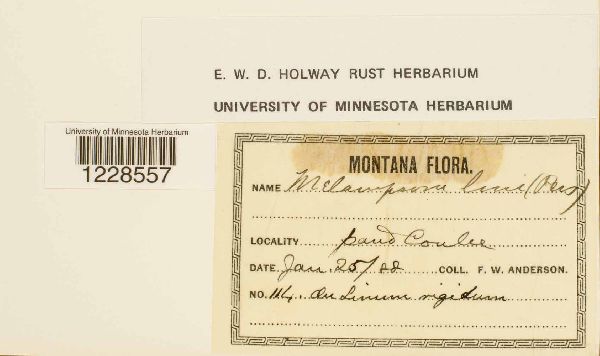 E. W. D. HOLWAY RUST HERBARIUM
UNIVERSITY OF MINNESOTA HERBARIUM
University of Minnesota Herbarium
1228557
MONTANA FLORA.
NAME Melampsora lini (Pers)
LOCALITY Sand Coulee
DATE Jan. 25/88 COLL. F. W. ANDERSON.
NO. on Linum rigidum